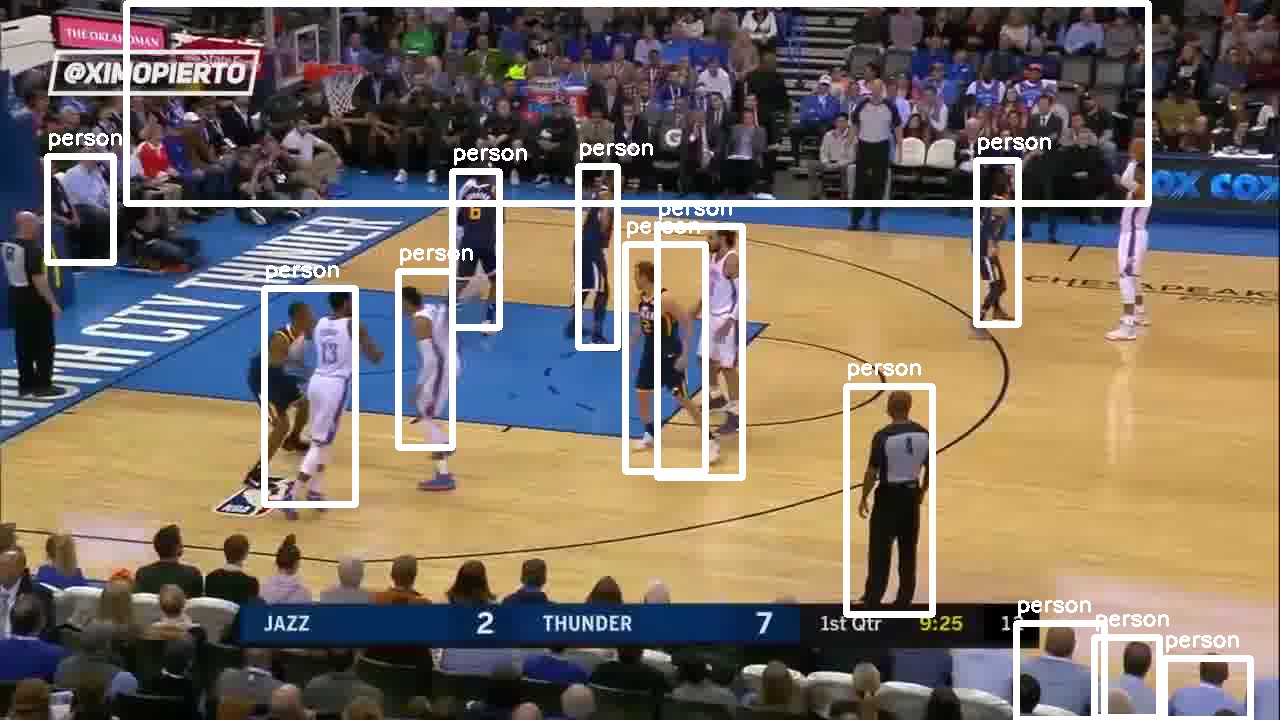 THE OKLAHOMAN
@XIMOPIERTO
person
person
person
person
person
person
person
person
person
COX COX
CHESAPEAKE
OKLAHOMA CITY THUNDER
6
13
person
4
JAZZ 2 THUNDER 7 1st Qtr 9:25
person
person
person